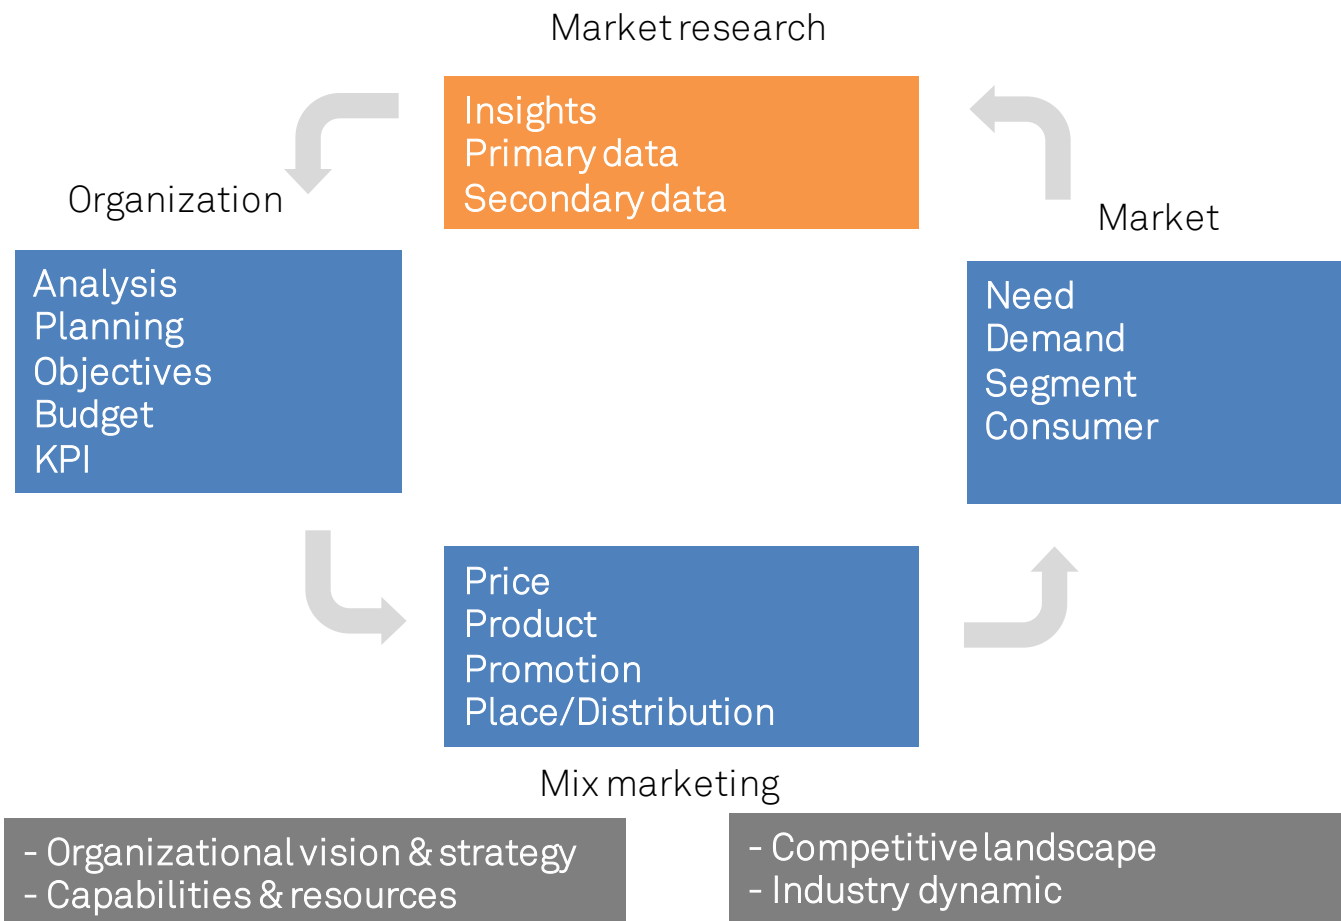 Market research
Insights
Primary data
Secondary data
Organization
Analysis
Planning
Objectives
Budget
KPI
Market
Need
Demand
Segment
Consumer
Price
Product
Promotion
Place/Distribution
Mix marketing
- Organizational vision & strategy
- Capabilities & resources
- Competitive landscape
- Industry dynamic